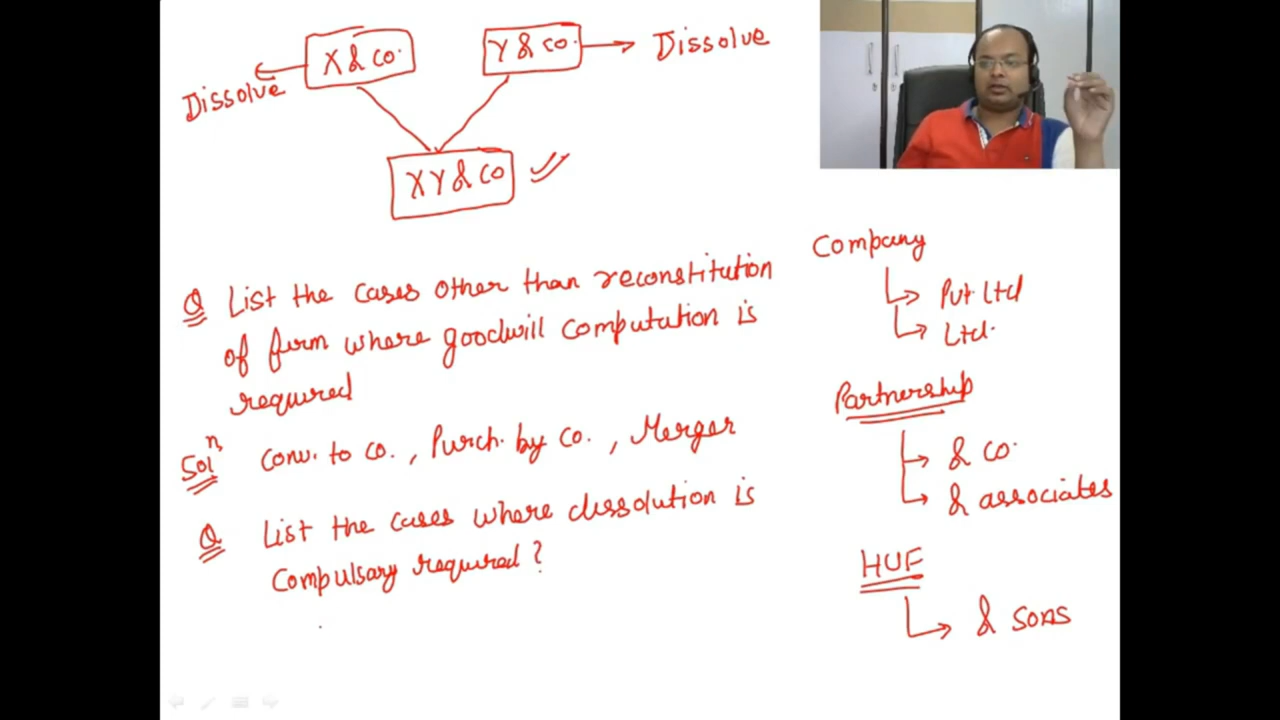 X & co.
Y & co.
Dissolve
Dissolve
XY & co
Q List the cases other than reconstitution
of firm where goodwill computation is
required
Solⁿ Conv. to co., Purch. by co., Merger
Q List the cases where dissolution is
compulsary required?
Company
Pvt Ltd
Ltd.
Partnership
& co.
& associates
HUF
& sons